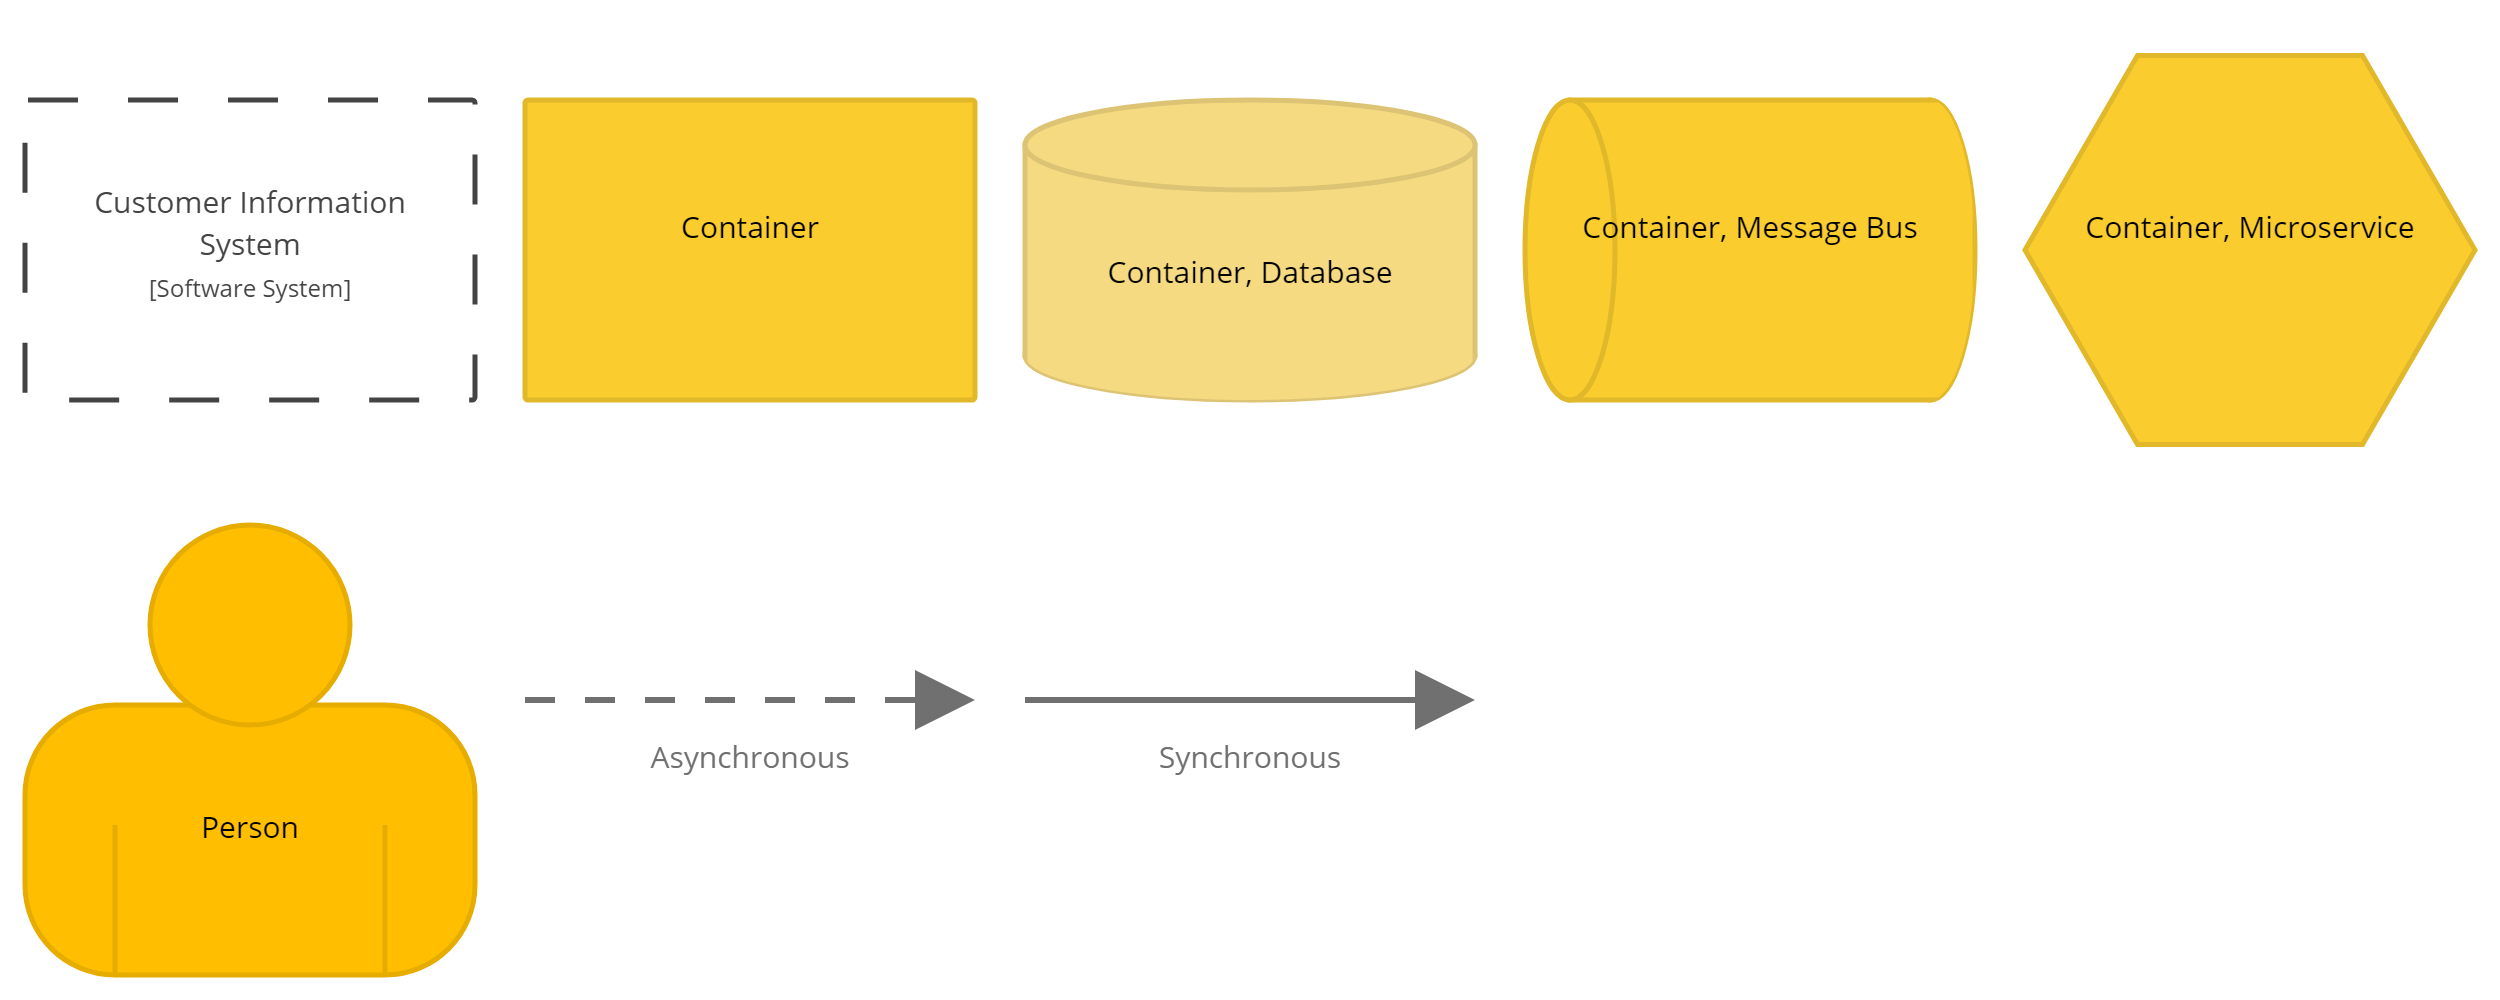 Customer Information
System
[Software System]
Container
Container, Database
Container, Message Bus
Container, Microservice
Person
Asynchronous
Synchronous